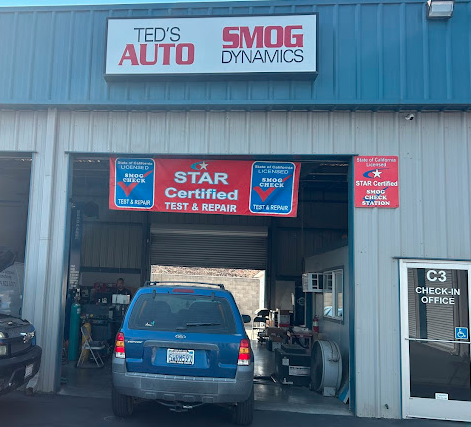 TED'S
AUTO
SMOG
DYNAMICS
State of California
LICENSED
SMOG
CHECK
TEST & REPAIR
STAR
Certified
TEST & REPAIR
State of California
LICENSED
SMOG
CHECK
TEST & REPAIR
State of California
Licensed
STAR
Certified
SMOG
CHECK
STATION
C3
CHECK-IN
OFFICE